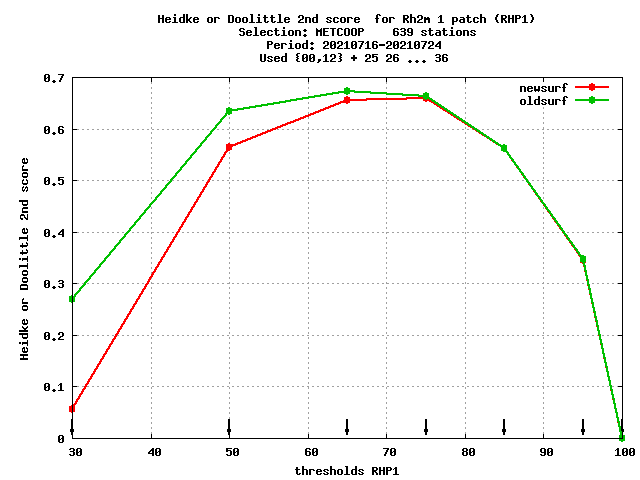 Heidke or Doolittle 2nd score  for Rh2m 1 patch (RHP1)
Selection: METCOOP    639 stations
Period: 20210716-20210724
Used {00,12} + 25 26 ... 36
newsurf
oldsurf
Heidke or Doolittle 2nd score
0.7
0.6
0.5
0.4
0.3
0.2
0.1
0
30 40 50 60 70 80 90 100
thresholds RHP1